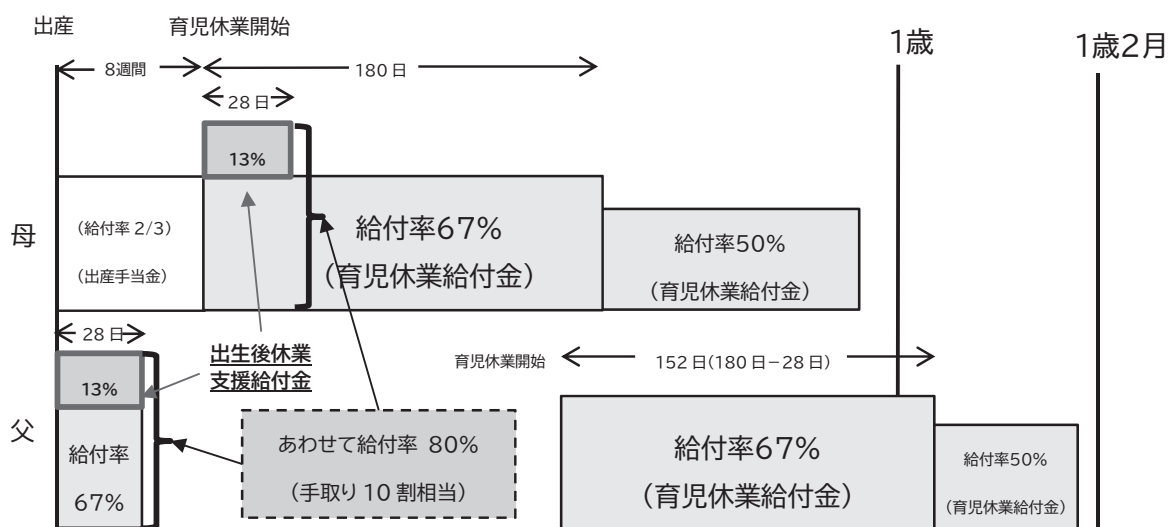 出産
育児休業開始
1歳
1歳2月
8週間
180日
28日
13%
母
(給付率 2/3)
(出産手当金)
給付率67%
(育児休業給付金)
給付率50%
(育児休業給付金)
28日
出生後休業
支援給付金
育児休業開始
152日(180日−28日)
13%
父
給付率
67%
あわせて給付率 80%
(手取り10割相当)
給付率67%
(育児休業給付金)
給付率50%
(育児休業給付金)